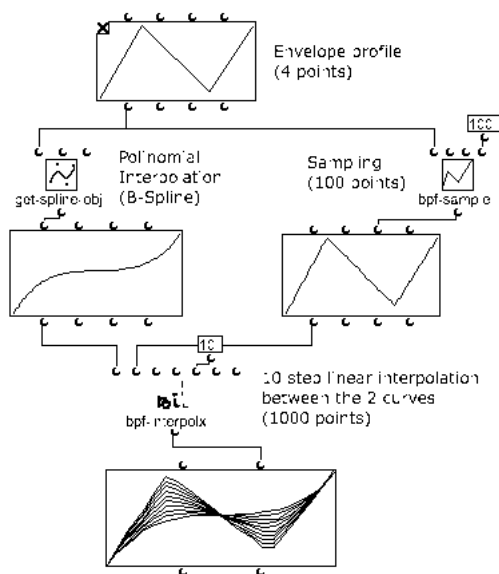 Envelope profile
(4 points)
100
Polinomial
Interpolation
(B-Spline)
Sampling
(100 points)
get-spline-obj
bpf-sample
10
10 step linear interpolation
between the 2 curves
(1000 points)
bpf-interpolx